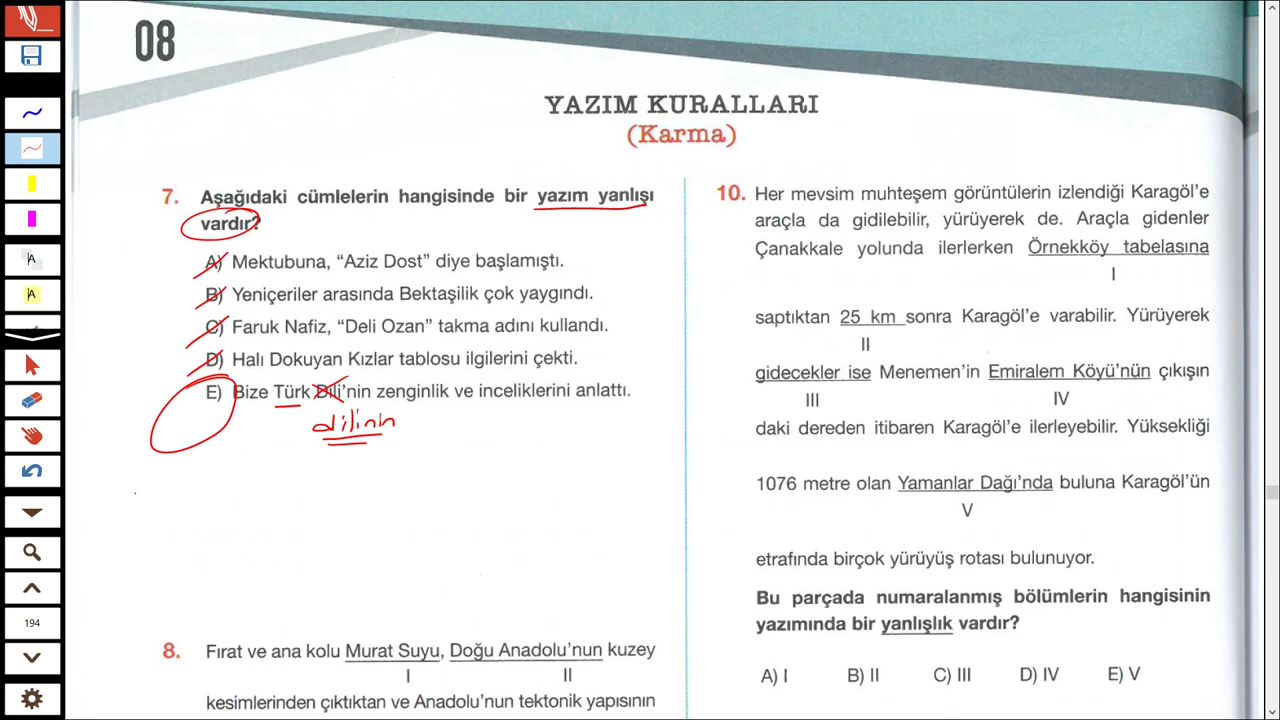 08
YAZIM KURALLARI
(Karma)
7. Aşağıdaki cümlelerin hangisinde bir yazım yanlışı
vardır?
A) Mektubuna, “Aziz Dost” diye başlamıştı.
B) Yeniçeriler arasında Bektaşilik çok yaygındı.
C) Faruk Nafiz, “Deli Ozan” takma adını kullandı.
D) Halı Dokuyan Kızlar tablosu ilgilerini çekti.
E) Bize Türk Dili’nin zenginlik ve inceliklerini anlattı.
dilinin
8. Fırat ve ana kolu Murat Suyu, Doğu Anadolu’nun kuzey
I II
kesimlerinden çıktıktan ve Anadolu’nun tektonik yapısının
10. Her mevsim muhteşem görüntülerin izlendiği Karagöl’e
araçla da gidilebilir, yürüyerek de. Araçla gidenler
Çanakkale yolunda ilerlerken Örnekköy tabelasına
I
saptıktan 25 km sonra Karagöl’e varabilir. Yürüyerek
II
gidecekler ise Menemen’in Emiralem Köyü’nün çıkışın
III IV
daki dereden itibaren Karagöl’e ilerleyebilir. Yüksekliği
1076 metre olan Yamanlar Dağı’nda buluna Karagöl’ün
V
etrafında birçok yürüyüş rotası bulunuyor.
Bu parçada numaralanmış bölümlerin hangisinin
yazımında bir yanlışlık vardır?
A) I B) II C) III D) IV E) V
A
A
194